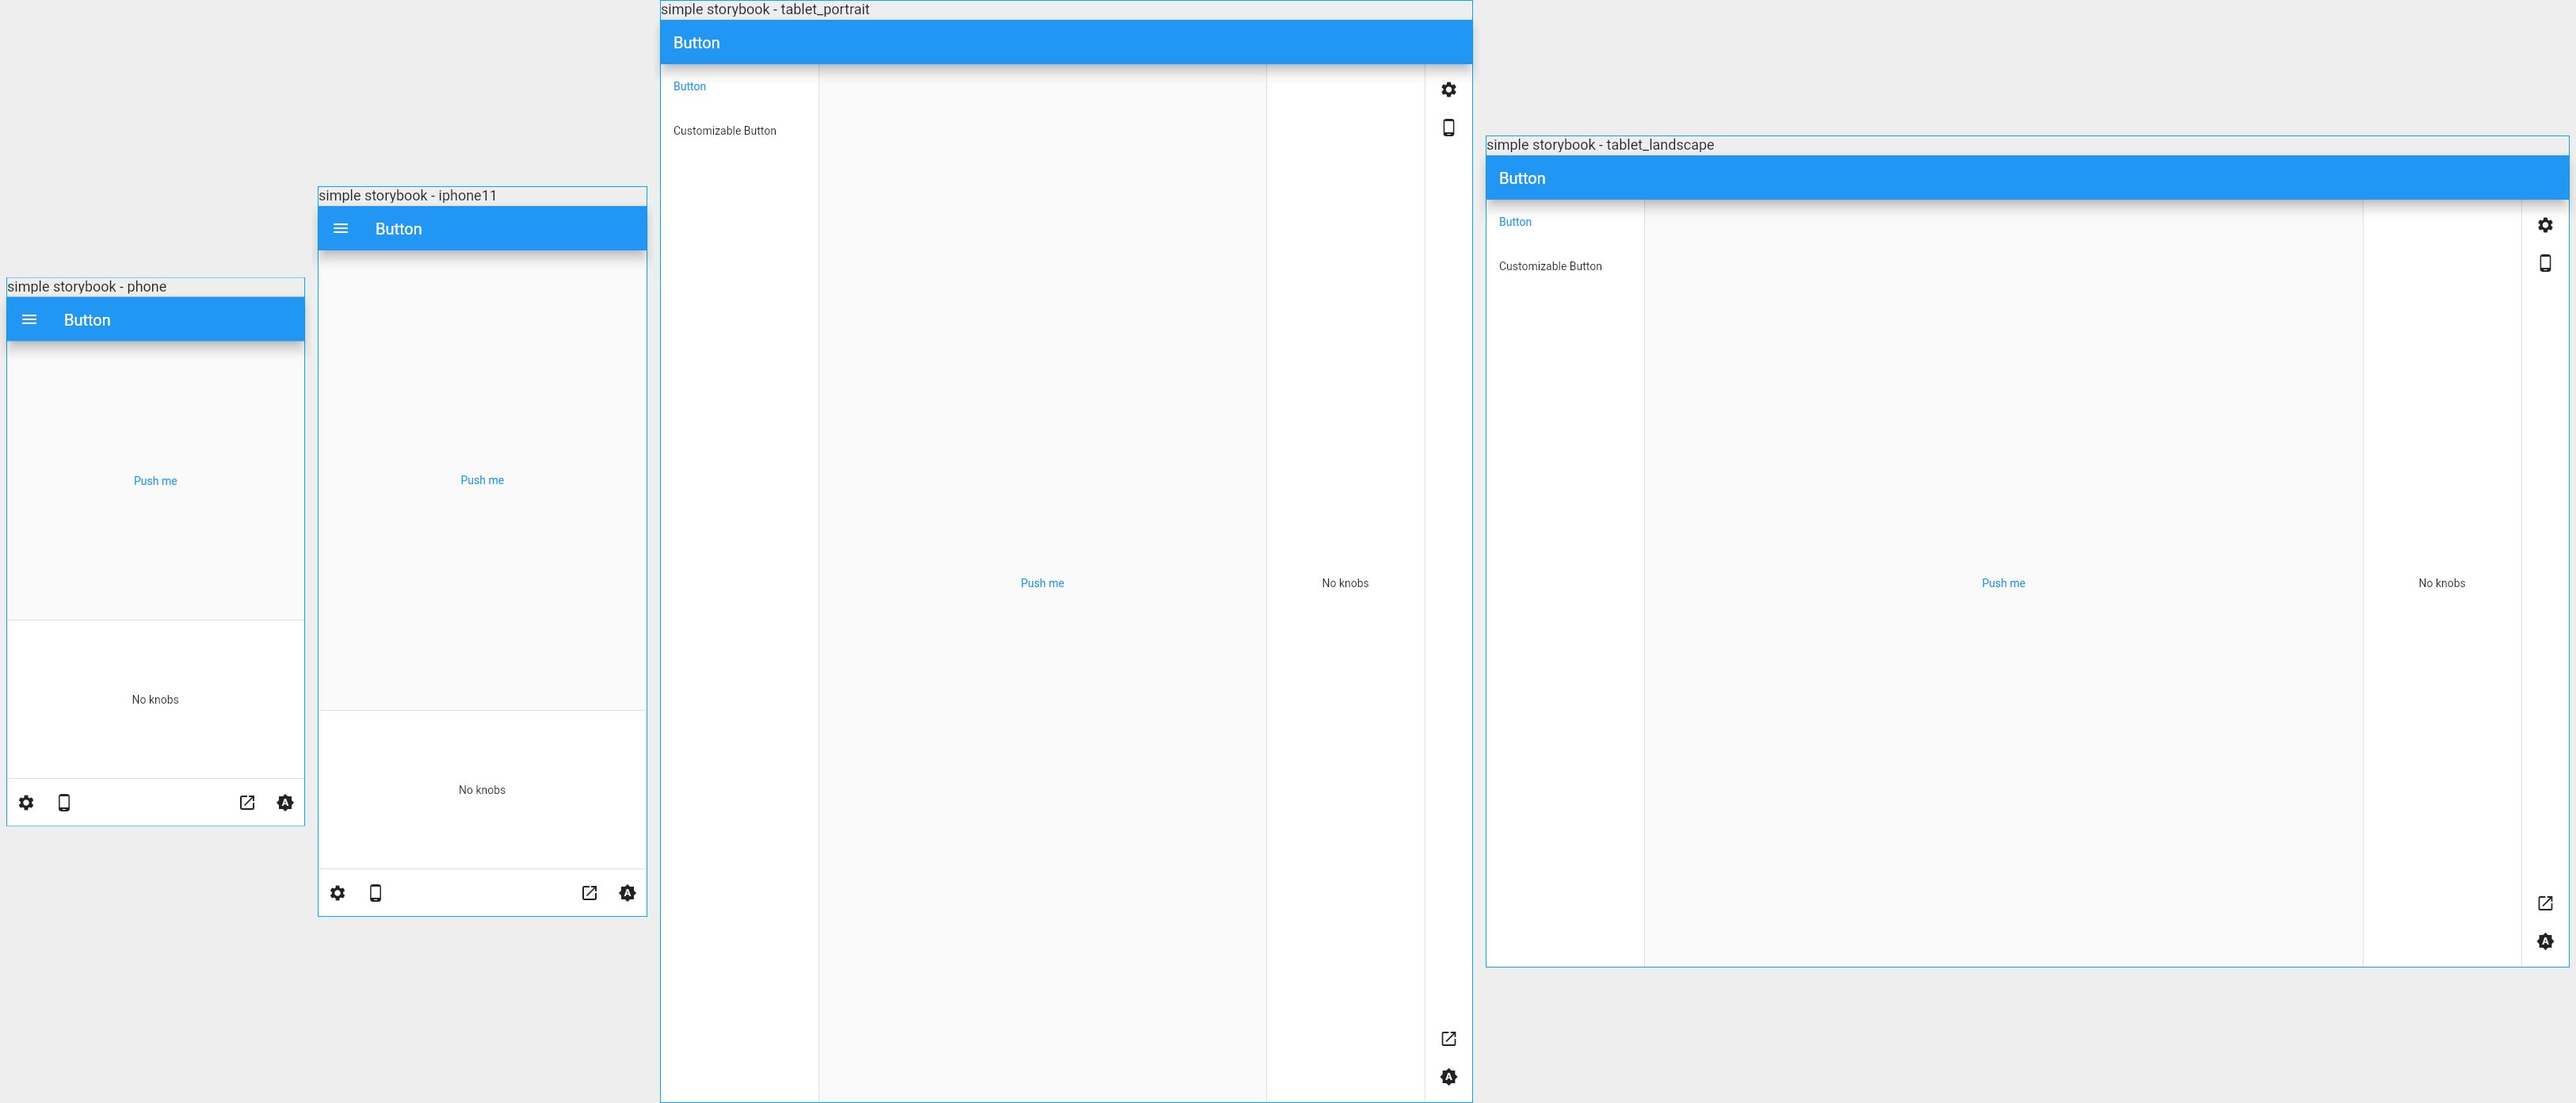 simple storybook - phone
Button
Push me
No knobs
A
simple storybook - iphone11
Button
Push me
No knobs
A
simple storybook - tablet_portrait
Button
Button
Customizable Button
Push me
No knobs
A
simple storybook - tablet_landscape
Button
Button
Customizable Button
Push me
No knobs
A